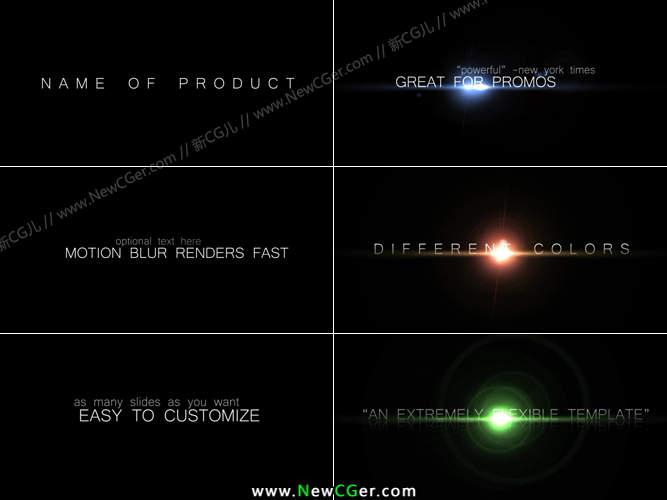 NAME OF PRODUCT
"powerful" -new york times
GREAT FOR PROMOS
optional text here
MOTION BLUR RENDERS FAST
DIFFERENT COLORS
as many slides as you want
EASY TO CUSTOMIZE
"AN EXTREMELY FLEXIBLE TEMPLATE"
新CG儿 // www.NewCGer.com // 新CG儿 // www.NewCGer.com // 新CG儿
www.NewCGer.com